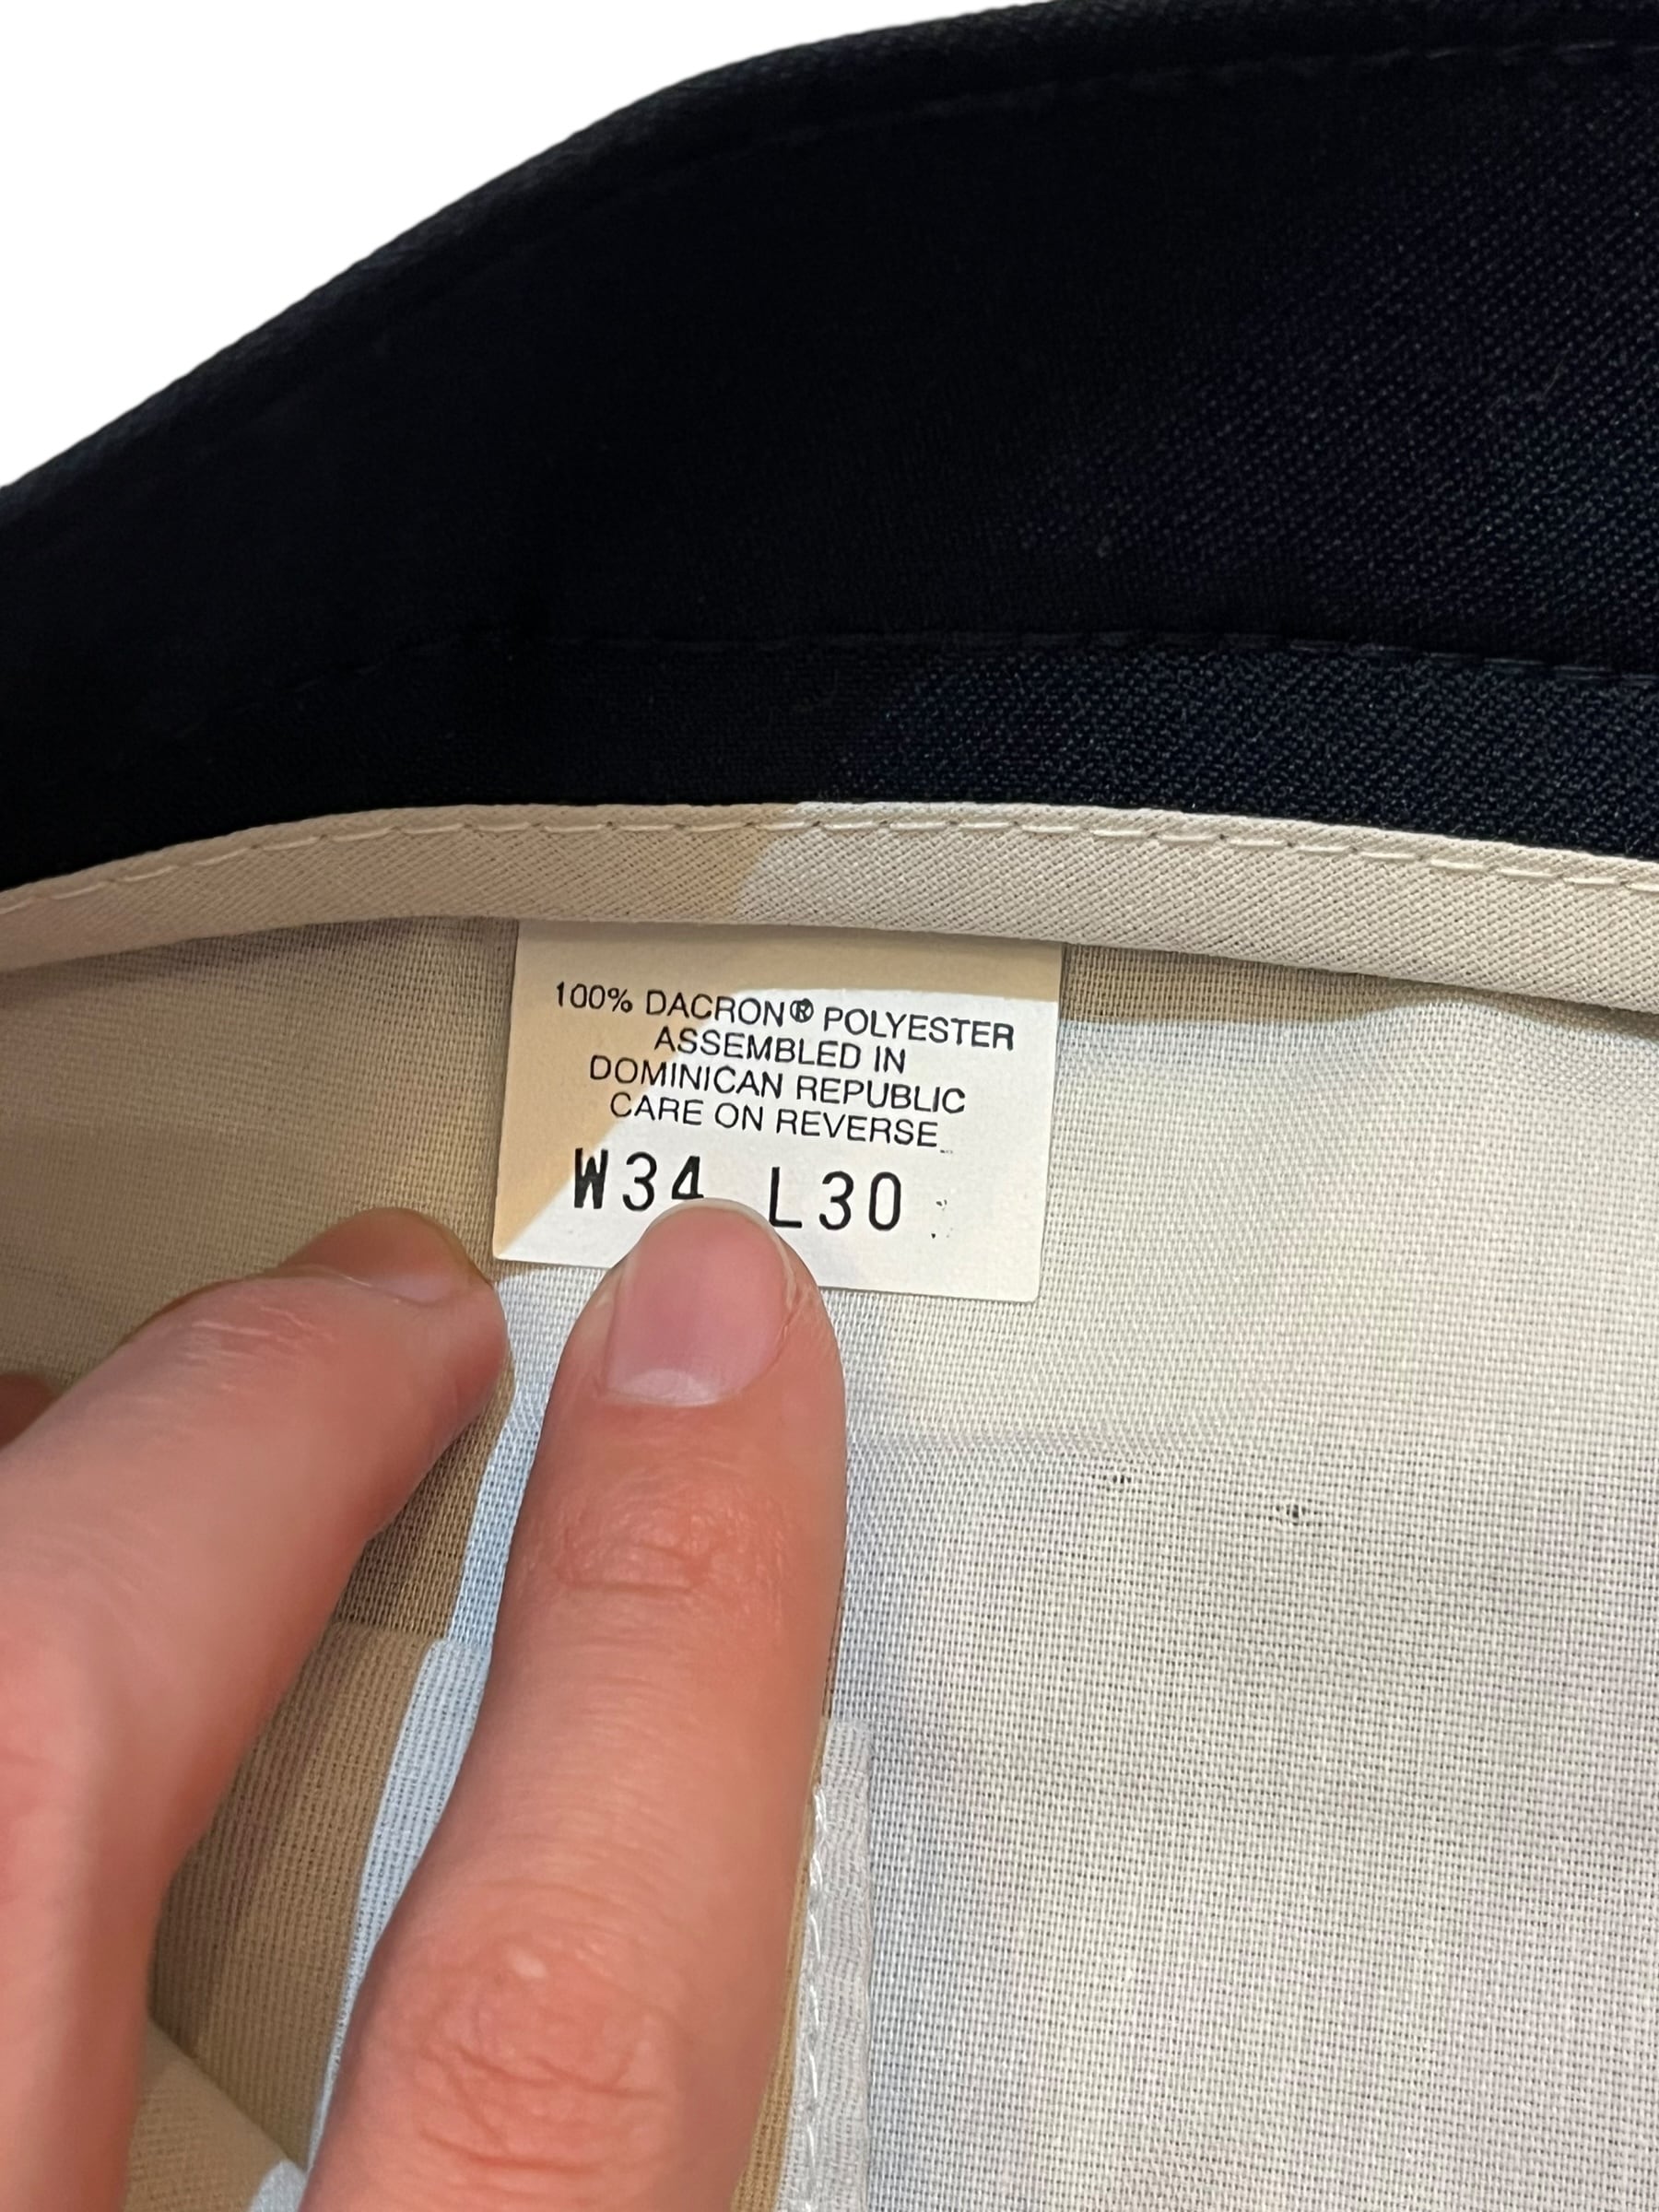 100% DACRON® POLYESTER
ASSEMBLED IN
DOMINICAN REPUBLIC
CARE ON REVERSE
W34 L30